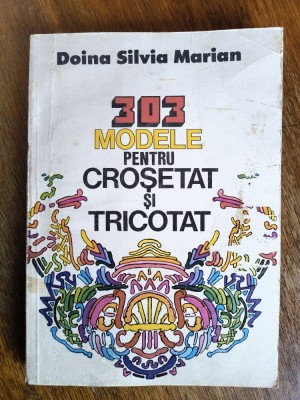 Doina Silvia Marian
303
MODELE
PENTRU
CROȘETAT
ȘI
TRICOTAT